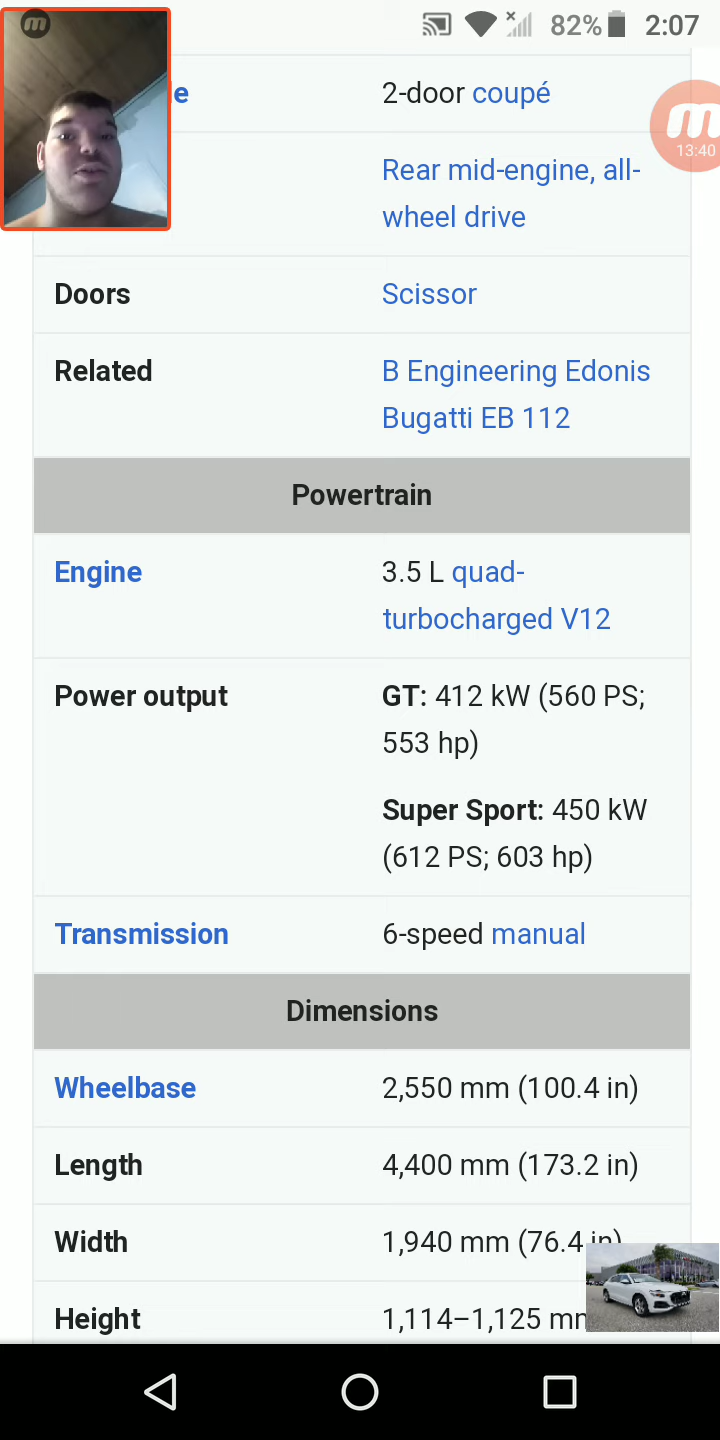 82% 2:07
le
2-door coupé
13:40
Rear mid-engine, all-
wheel drive
Doors
Scissor
Related
B Engineering Edonis
Bugatti EB 112
Powertrain
Engine
3.5 L quad-
turbocharged V12
Power output
GT: 412 kW (560 PS;
553 hp)
Super Sport: 450 kW
(612 PS; 603 hp)
Transmission
6-speed manual
Dimensions
Wheelbase
2,550 mm (100.4 in)
Length
4,400 mm (173.2 in)
Width
1,940 mm (76.4 in)
Height
1,114–1,125 mm